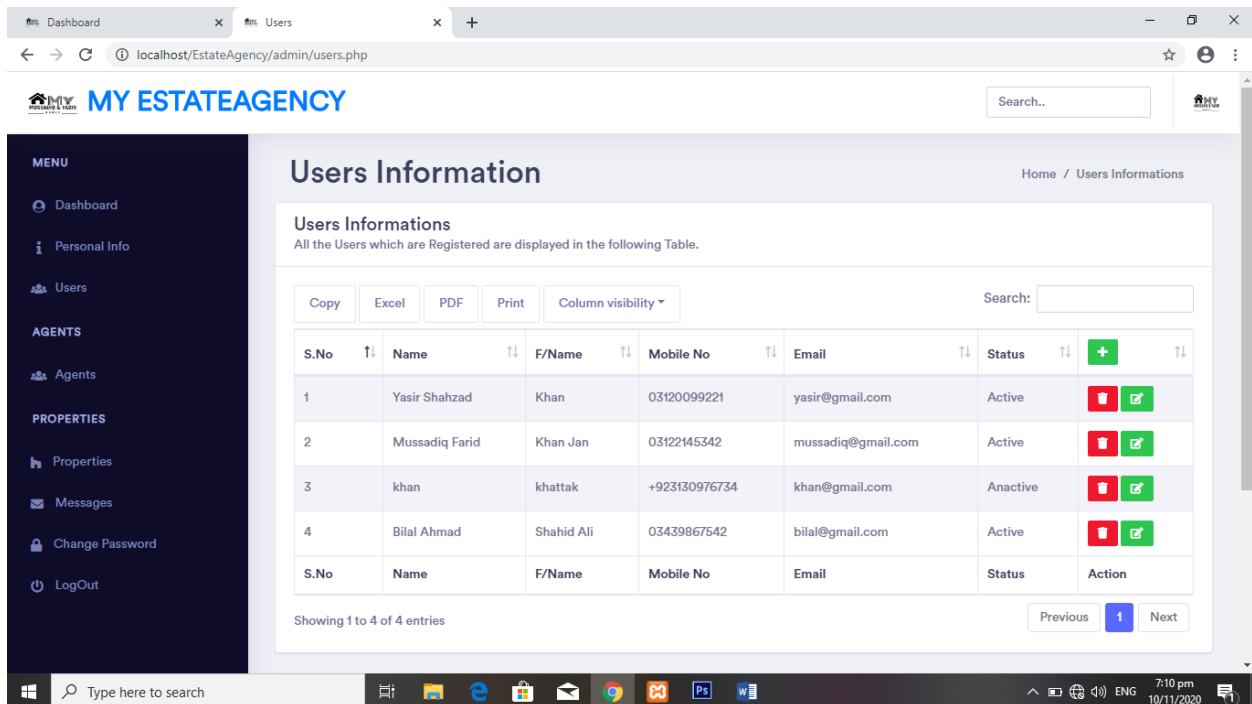 Dashboard
Users
localhost/EstateAgency/admin/users.php
MY ESTATEAGENCY
Search..
MENU
Dashboard
Personal Info
Users
AGENTS
Agents
PROPERTIES
Properties
Messages
Change Password
LogOut
Users Information
Home / Users Informations
Users Informations
All the Users which are Registered are displayed in the following Table.
Copy Excel PDF Print Column visibility
Search:
S.No Name F/Name Mobile No Email Status
1 Yasir Shahzad Khan 03120099221 yasir@gmail.com Active
2 Mussadiq Farid Khan Jan 03122145342 mussadiq@gmail.com Active
3 khan khattak +923130976734 khan@gmail.com Anactive
4 Bilal Ahmad Shahid Ali 03439867542 bilal@gmail.com Active
S.No Name F/Name Mobile No Email Status Action
Showing 1 to 4 of 4 entries
Previous 1 Next
Type here to search
Ps
ENG
7:10 pm
10/11/2020